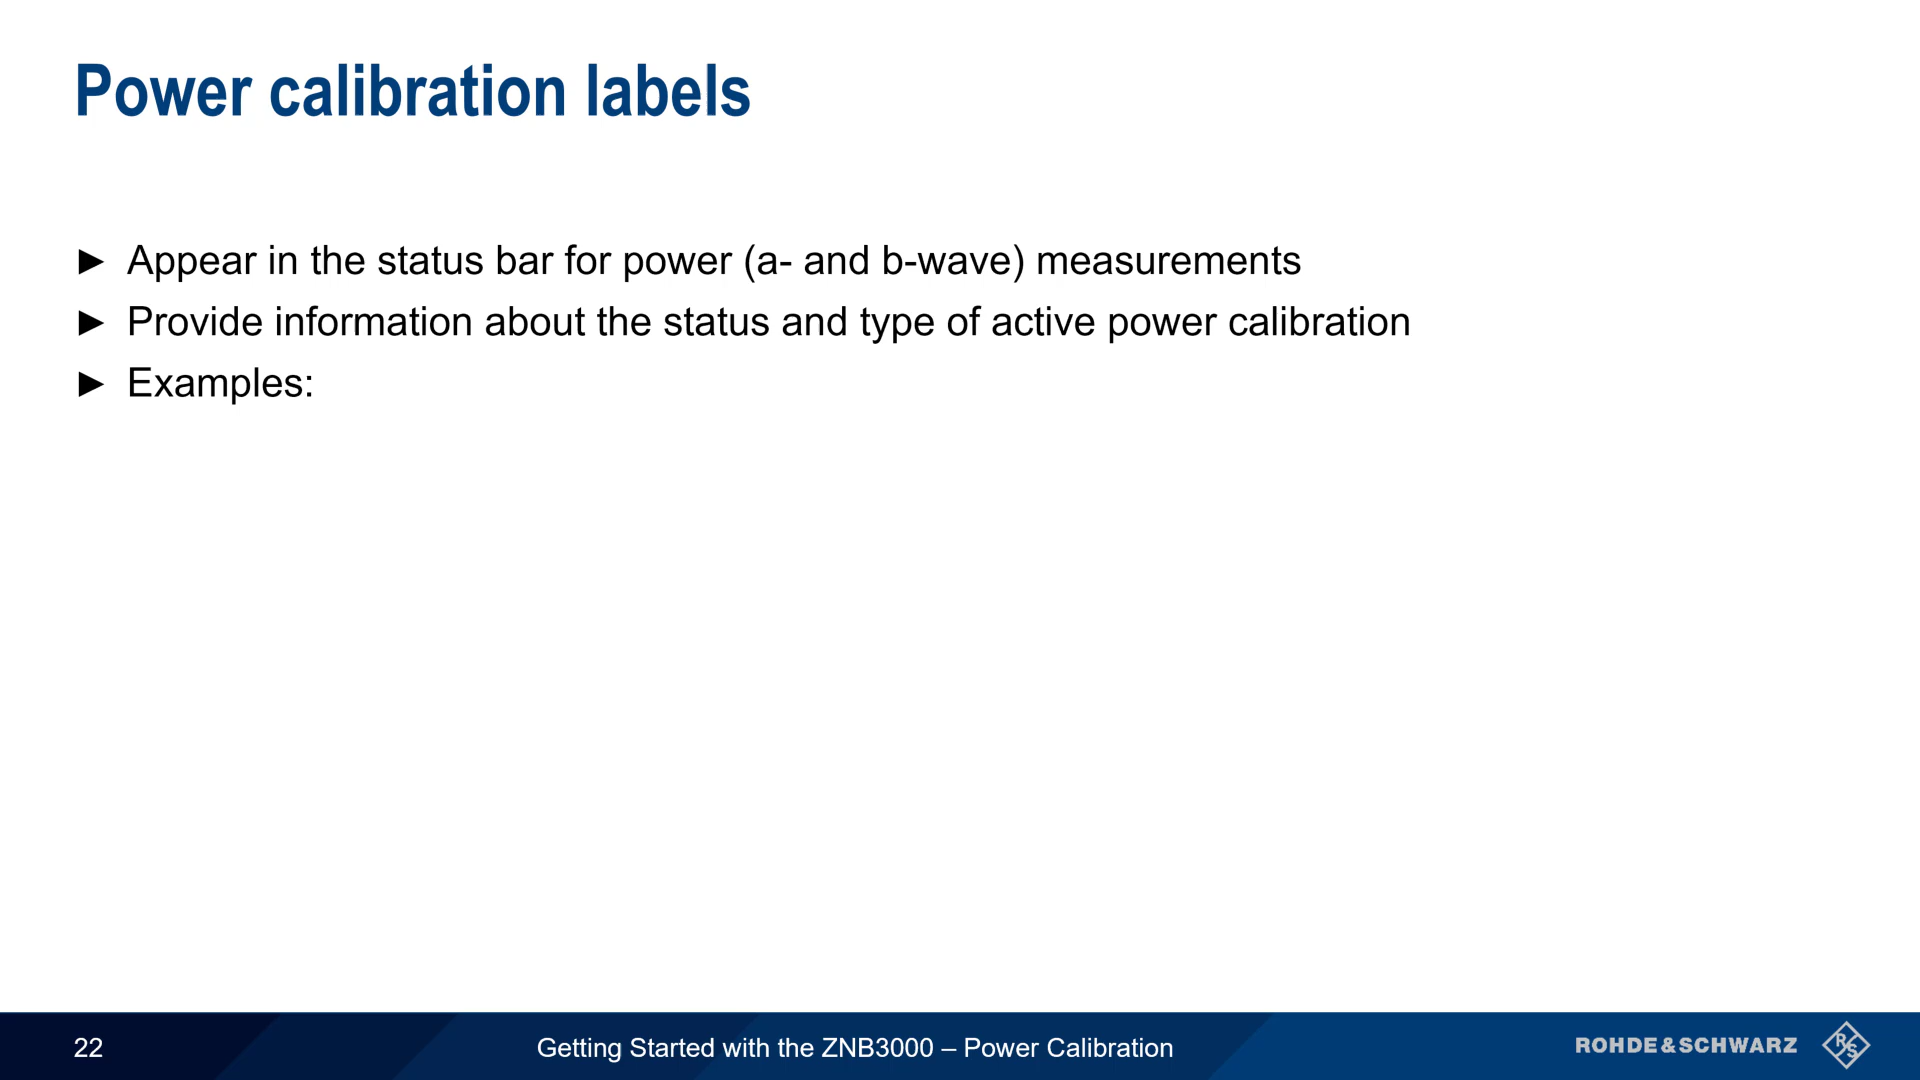 Power calibration labels
► Appear in the status bar for power (a- and b-wave) measurements
► Provide information about the status and type of active power calibration
► Examples:
22
Getting Started with the ZNB3000 – Power Calibration
ROHDE&SCHWARZ
R&S